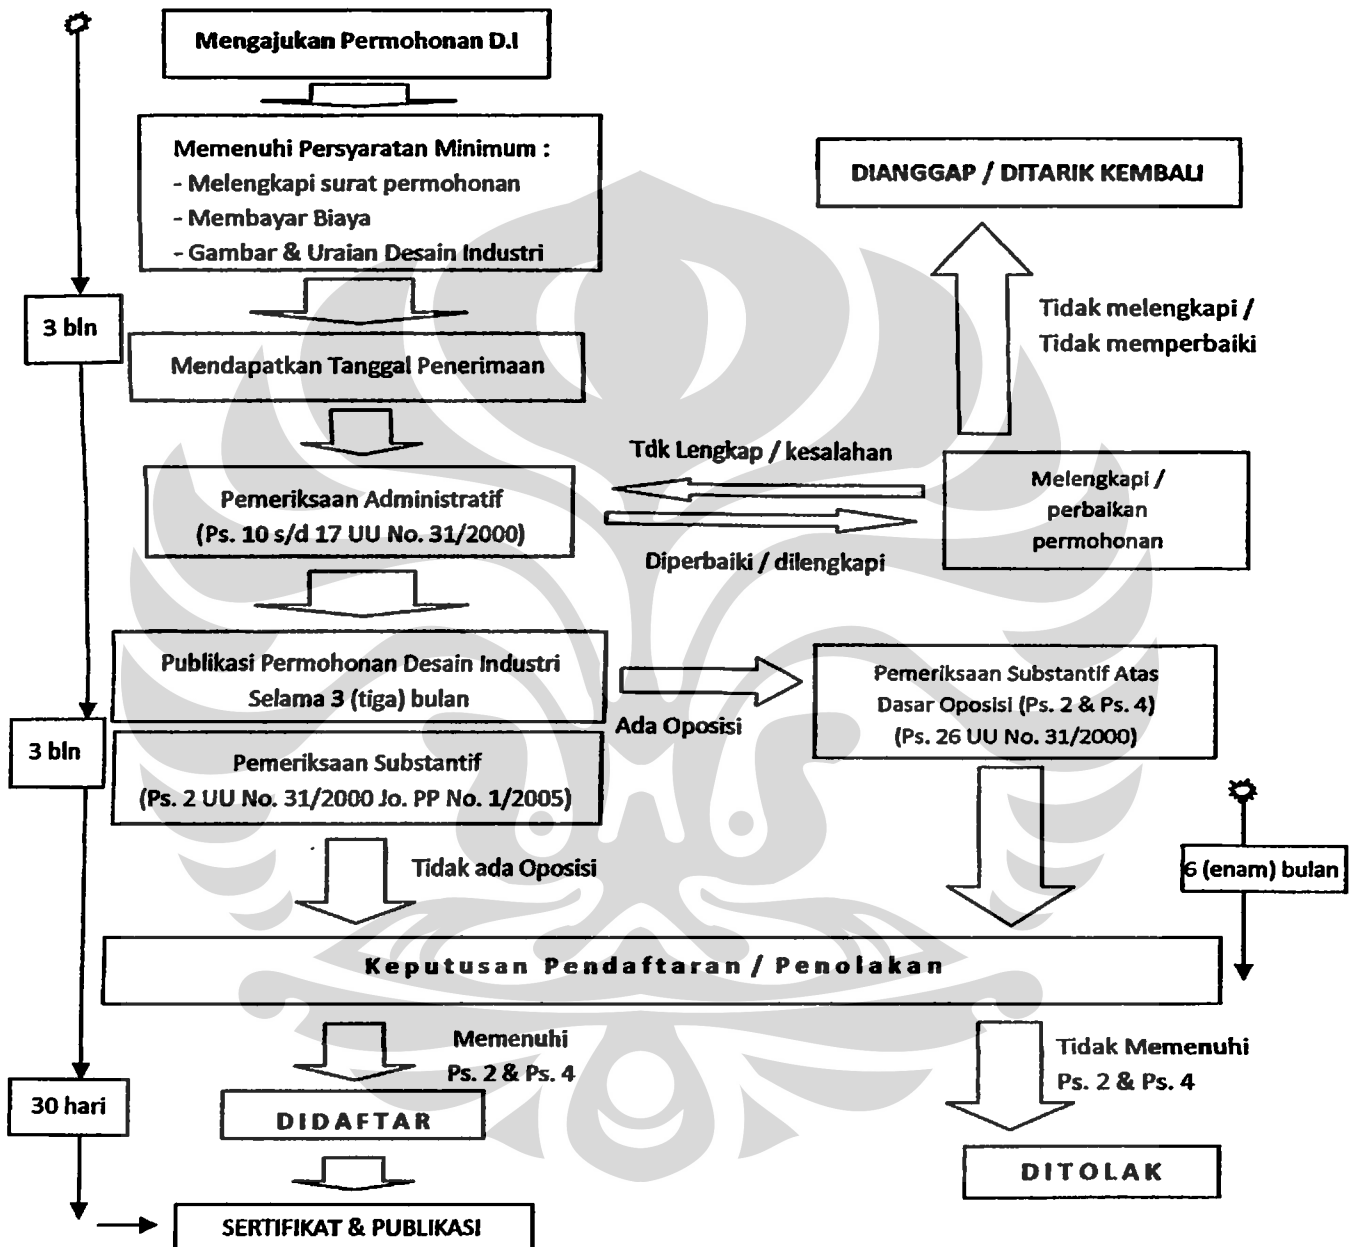 Mengajukan Permohonan D.I
Memenuhi Persyaratan Minimum :
- Melengkapi surat permohonan
- Membayar Biaya
- Gambar & Uraian Desain Industri
DIANGGAP / DITARIK KEMBALI
3 bln
Tidak melengkapi /
Tidak memperbaiki
Mendapatkan Tanggal Penerimaan
Tdk Lengkap / kesalahan
Pemeriksaan Administratif
(Ps. 10 s/d 17 UU No. 31/2000)
Melengkapi /
perbaikan
permohonan
Diperbaiki / dilengkapi
Publikasi Permohonan Desain Industri
Selama 3 (tiga) bulan
Ada Oposisi
Pemeriksaan Substantif Atas
Dasar Oposisi (Ps. 2 & Ps. 4)
(Ps. 26 UU No. 31/2000)
3 bln
Pemeriksaan Substantif
(Ps. 2 UU No. 31/2000 Jo. PP No. 1/2005)
Tidak ada Oposisi
6 (enam) bulan
Keputusan Pendaftaran / Penolakan
Memenuhi
Ps. 2 & Ps. 4
Tidak Memenuhi
Ps. 2 & Ps. 4
30 hari
DIDAFTAR
DITOLAK
SERTIFIKAT & PUBLIKASI